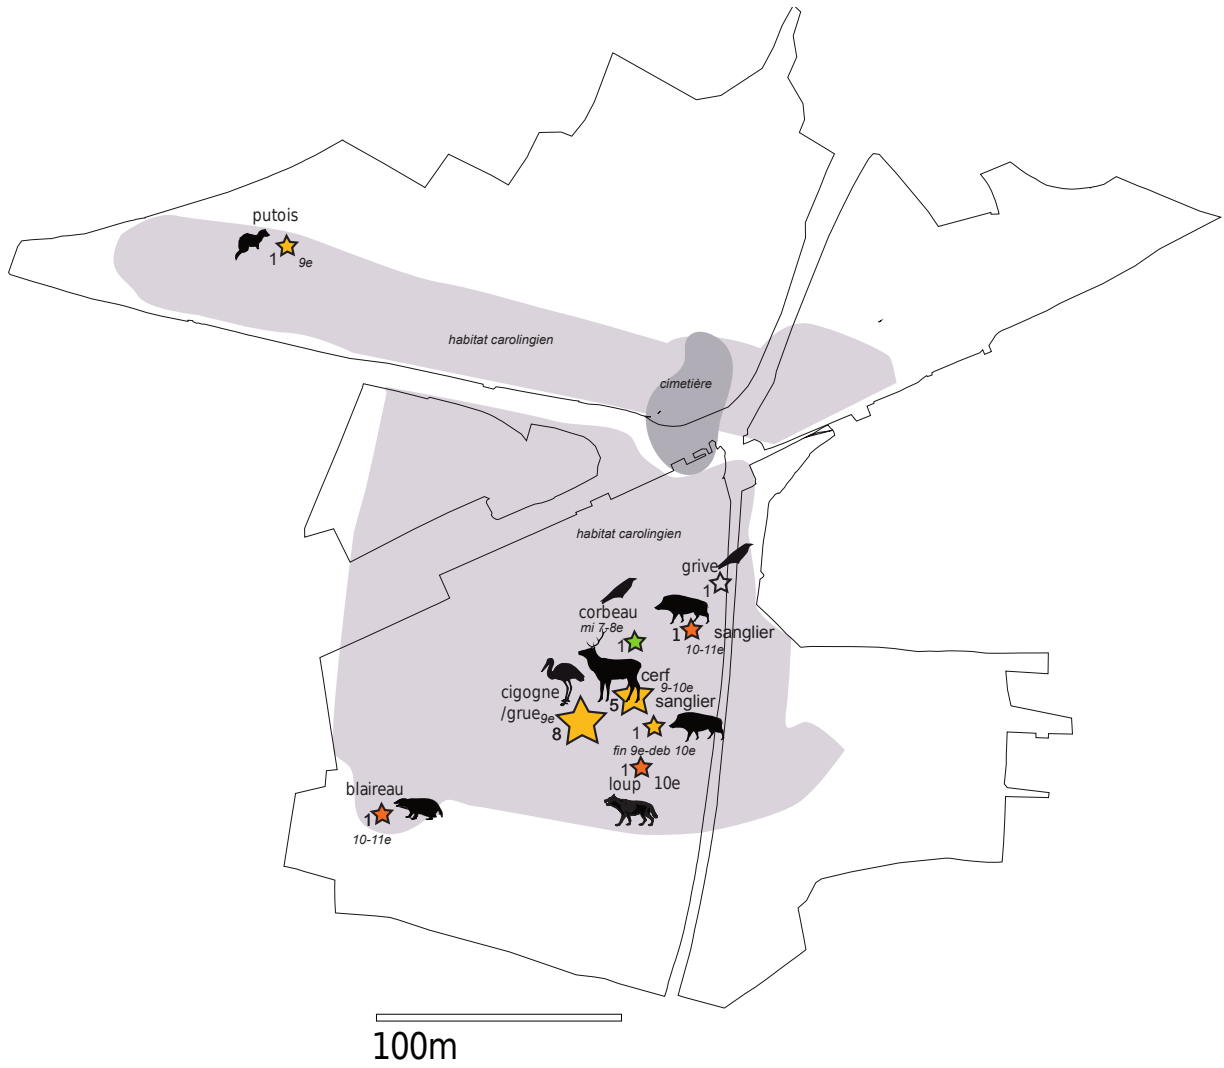 putois
1 9e
habitat carolingien
cimetière
habitat carolingien
grive
1
corbeau
mi 7-8e
1
1 sanglier
10-11e
cerf
9-10e
5
cigogne
/grue 9e
8
sanglier
1
fin 9e-deb 10e
1
loup 10e
blaireau
1
10-11e
100m